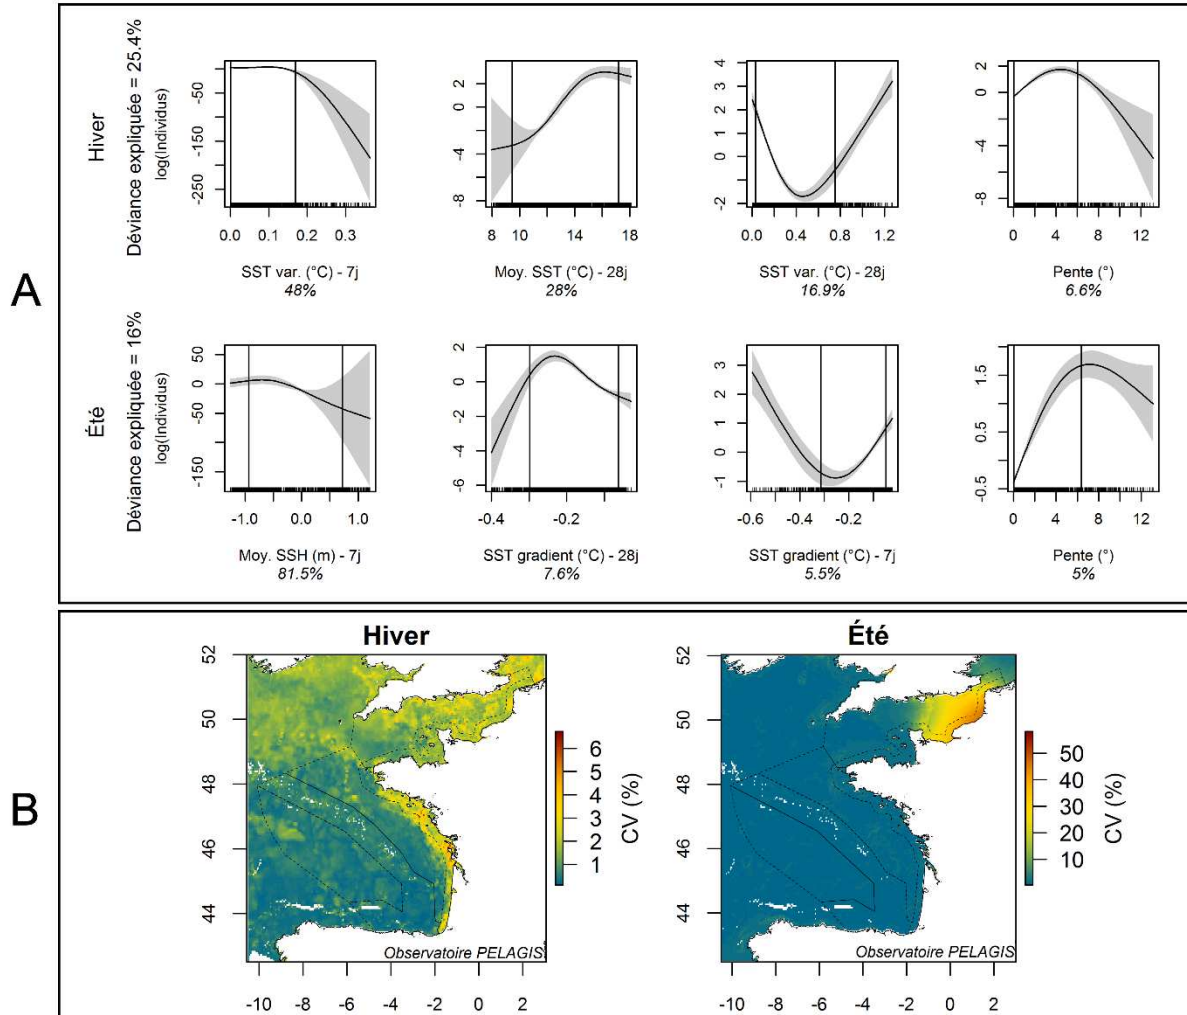 A
Hiver
Déviance expliquée = 25.4%
log(Individus)
-50
-150
-250
0.0 0.1 0.2 0.3
SST var. (°C) - 7j
48%
2
0
-4
-8
8 10 14 18
Moy. SST (°C) - 28j
28%
4
3
2
1
0
-2
0.0 0.4 0.8 1.2
SST var. (°C) - 28j
16.9%
2
0
-4
-8
0 4 8 12
Pente (°)
6.6%
Été
Déviance expliquée = 16%
log(Individus)
50
0
-50
-150
-1.0 0.0 1.0
Moy. SSH (m) - 7j
81.5%
2
0
-2
-4
-6
-0.4 -0.2
SST gradient (°C) - 28j
7.6%
3
2
1
0
-1
-0.6 -0.4 -0.2
SST gradient (°C) - 7j
5.5%
1.5
0.5
-0.5
0 4 8 12
Pente (°)
5%
B
Hiver
52
50
48
46
44
-10 -8 -6 -4 -2 0 2
Observatoire PELAGIS
6
5
4
3
2
1
CV (%)
Été
52
50
48
46
44
-10 -8 -6 -4 -2 0 2
Observatoire PELAGIS
50
40
30
20
10
CV (%)